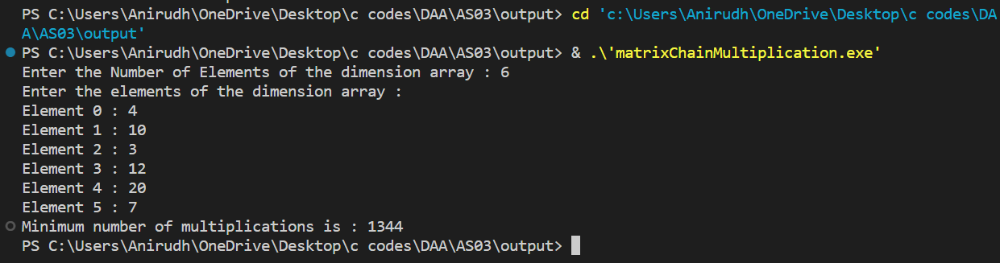 PS C:\Users\Anirudh\OneDrive\Desktop\c codes\DAA\AS03\output> cd 'c:\Users\Anirudh\OneDrive\Desktop\c codes\DA
A\AS03\output'
PS C:\Users\Anirudh\OneDrive\Desktop\c codes\DAA\AS03\output> & .\'matrixChainMultiplication.exe'
Enter the Number of Elements of the dimension array : 6
Enter the elements of the dimension array :
Element 0 : 4
Element 1 : 10
Element 2 : 3
Element 3 : 12
Element 4 : 20
Element 5 : 7
Minimum number of multiplications is : 1344
PS C:\Users\Anirudh\OneDrive\Desktop\c codes\DAA\AS03\output>